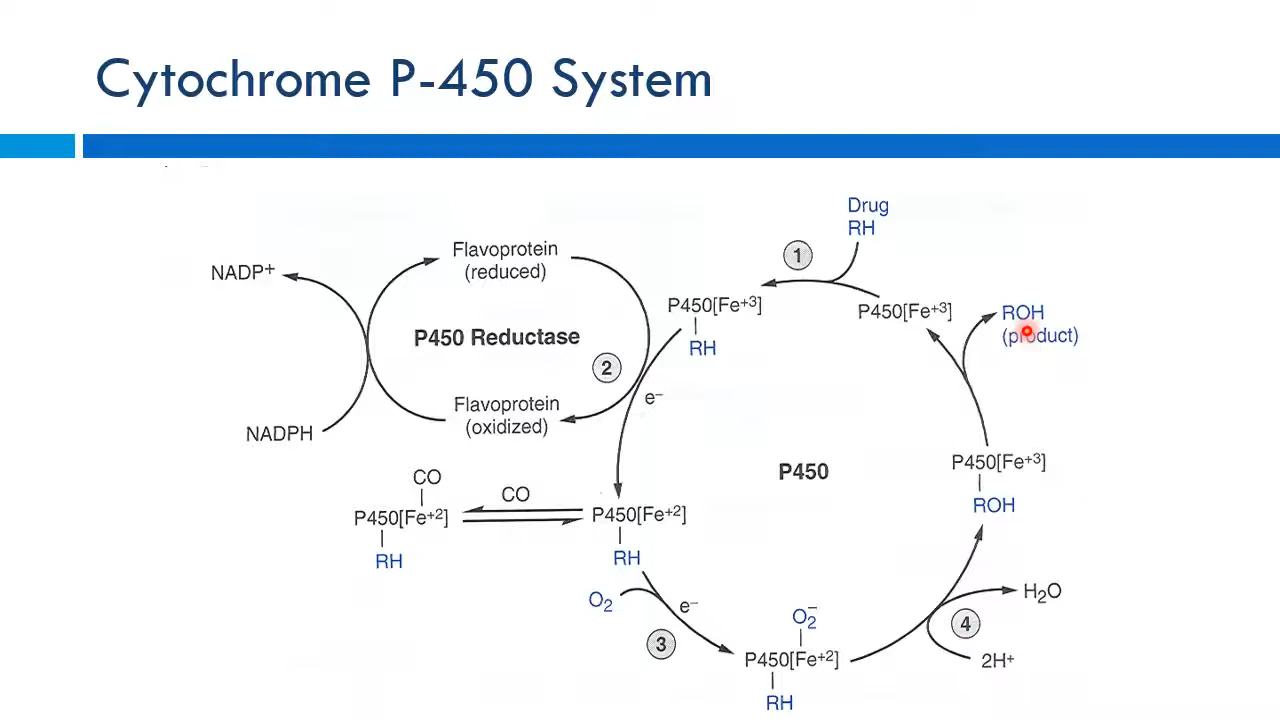 Cytochrome P-450 System
Drug
RH
1
NADP+
Flavoprotein
(reduced)
P450[Fe+3]
RH
P450[Fe+3]
ROH
(product)
P450 Reductase
2
e−
Flavoprotein
(oxidized)
NADPH
P450
P450[Fe+3]
ROH
CO
P450[Fe+2]
RH
CO
P450[Fe+2]
RH
O2
e−
3
O2−
P450[Fe+2]
RH
4
H2O
2H+